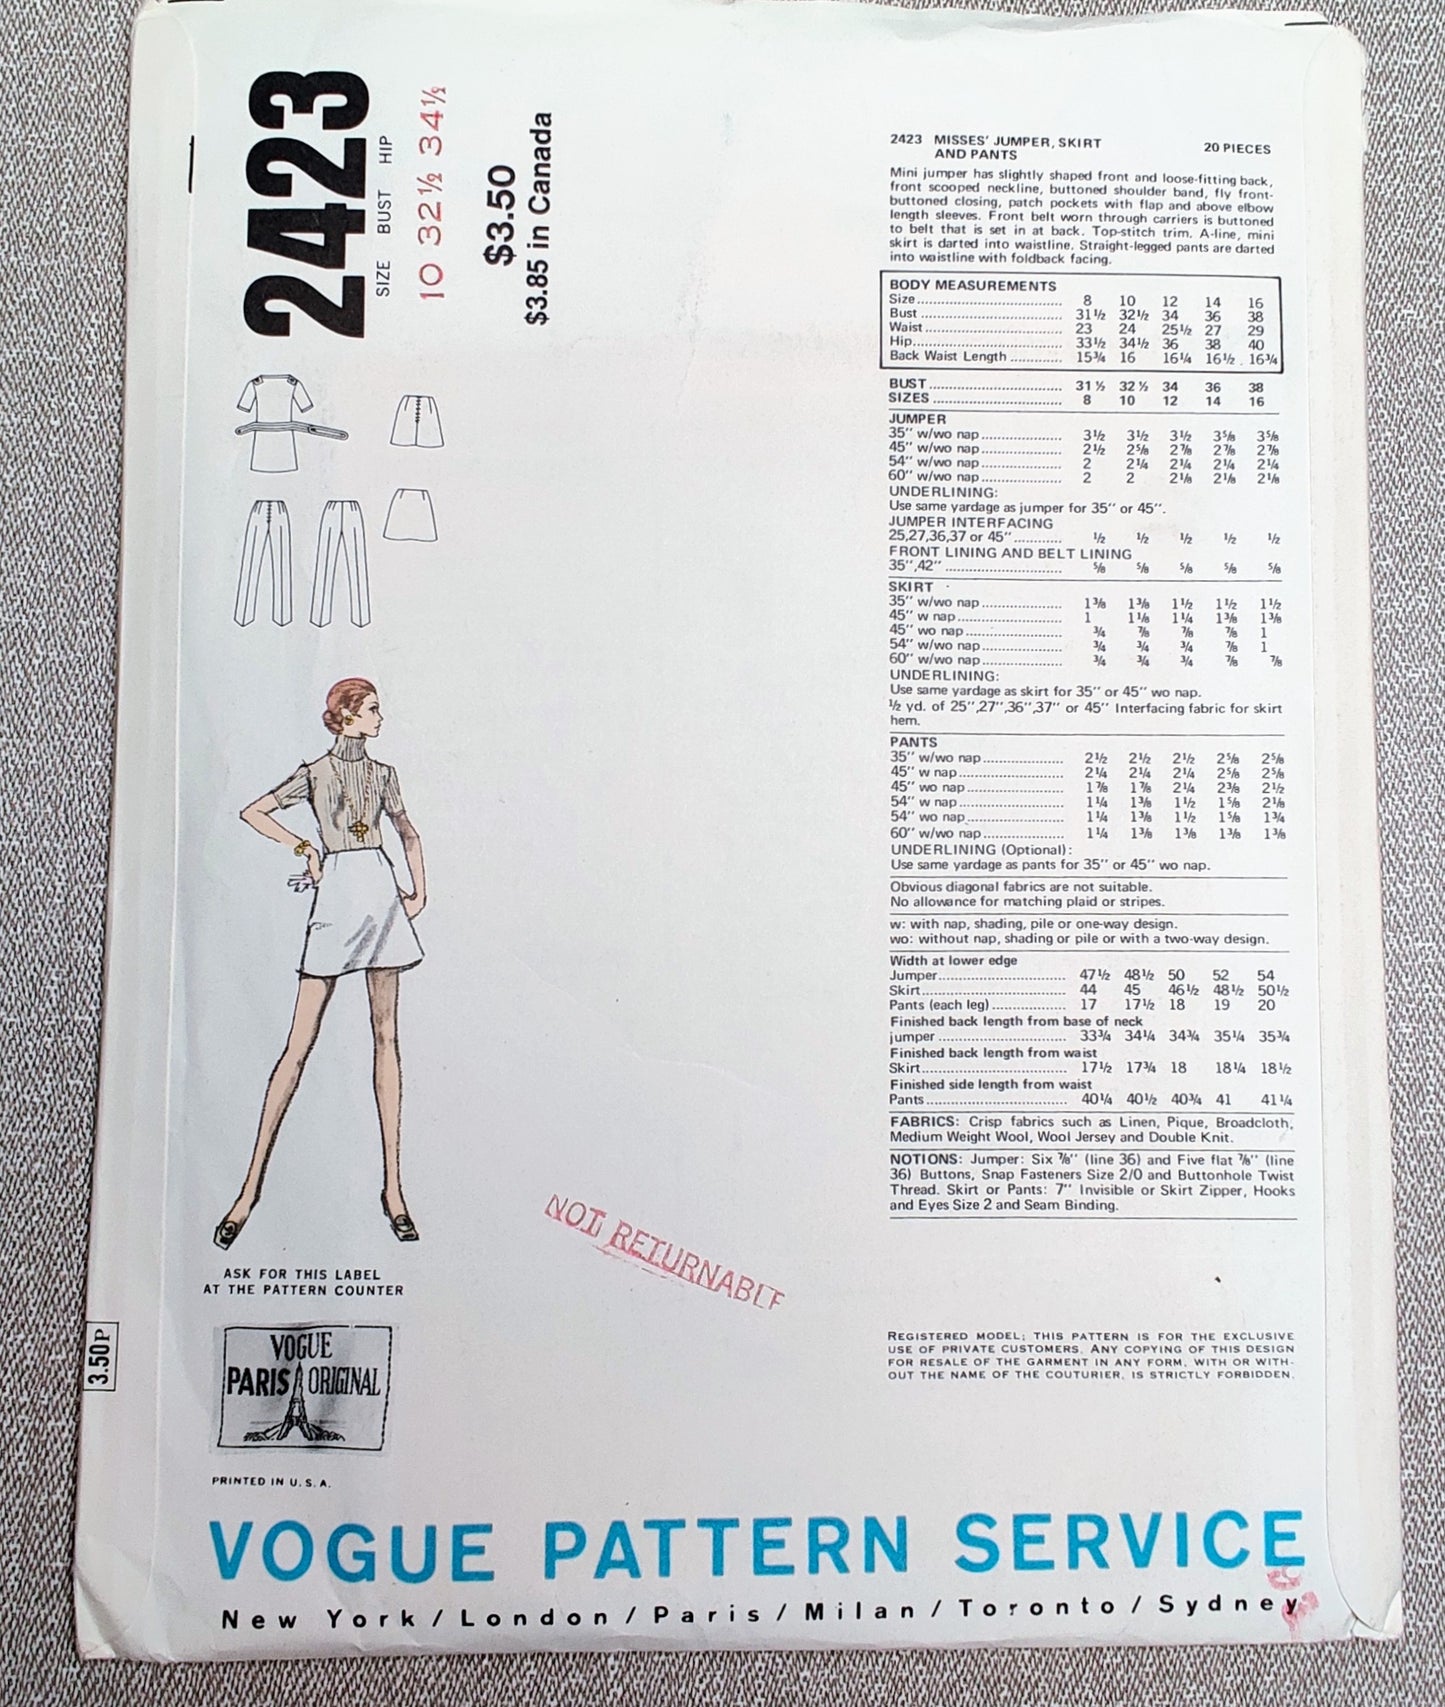 2423
SIZE BUST HIP
10 32½ 34½
$3.50
$3.85 in Canada
2423 MISSES' JUMPER, SKIRT AND PANTS 20 PIECES
Mini jumper has slightly shaped front and loose-fitting back,
front scooped neckline, buttoned shoulder band, fly front-
buttoned closing, patch pockets with flap and above elbow
length sleeves. Front belt worn through carriers is buttoned
to belt that is set in at back. Top-stitch trim. A-line, mini
skirt is darted into waistline. Straight-legged pants are darted
into waistline with foldback facing.
BODY MEASUREMENTS
Size 8 10 12 14 16
Bust 31½ 32½ 34 36 38
Waist 23 24 25½ 27 29
Hip 33½ 34½ 36 38 40
Back Waist Length 15¾ 16 16¼ 16½ 16¾
BUST 31½ 32½ 34 36 38
SIZES 8 10 12 14 16
JUMPER
35'' w/wo nap 3½ 3½ 3½ 3⅝ 3⅝
45'' w/wo nap 2½ 2⅝ 2⅞ 2⅞ 2⅞
54'' w/wo nap 2 2¼ 2¼ 2¼ 2¼
60'' w/wo nap 2 2 2⅛ 2⅛ 2⅛
UNDERLINING:
Use same yardage as jumper for 35'' or 45''.
JUMPER INTERFACING
25,27,36,37 or 45'' ½ ½ ½ ½ ½
FRONT LINING AND BELT LINING
35'',42'' ⅝ ⅝ ⅝ ⅝ ⅝
SKIRT
35'' w/wo nap 1⅜ 1⅜ 1½ 1½ 1½
45'' w nap 1 1⅛ 1¼ 1⅜ 1⅜
45'' wo nap ¾ ⅞ ⅞ ⅞ 1
54'' w/wo nap ¾ ¾ ¾ ⅞ 1
60'' w/wo nap ¾ ¾ ¾ ⅞ ⅞
UNDERLINING:
Use same yardage as skirt for 35'' or 45'' wo nap.
½ yd. of 25'',27'',36'',37'' or 45'' Interfacing fabric for skirt
hem.
PANTS
35'' w/wo nap 2½ 2½ 2½ 2⅝ 2⅝
45'' w nap 2¼ 2¼ 2¼ 2⅝ 2⅝
45'' wo nap 1⅞ 1⅞ 2¼ 2⅜ 2½
54'' w nap 1¼ 1⅜ 1½ 1⅝ 2⅛
54'' wo nap 1¼ 1⅜ 1½ 1⅝ 1¾
60'' w/wo nap 1¼ 1⅜ 1⅜ 1⅜ 1⅜
UNDERLINING (Optional):
Use same yardage as pants for 35'' or 45'' wo nap.
Obvious diagonal fabrics are not suitable.
No allowance for matching plaid or stripes.
w: with nap, shading, pile or one-way design.
wo: without nap, shading or pile or with a two-way design.
Width at lower edge
Jumper 47½ 48½ 50 52 54
Skirt 44 45 46½ 48½ 50½
Pants (each leg) 17 17½ 18 19 20
Finished back length from base of neck
jumper 33¾ 34¼ 34¾ 35¼ 35¾
Finished back length from waist
Skirt 17½ 17¾ 18 18¼ 18½
Finished side length from waist
Pants 40¼ 40½ 40¾ 41 41¼
FABRICS: Crisp fabrics such as Linen, Pique, Broadcloth,
Medium Weight Wool, Wool Jersey and Double Knit.
NOTIONS: Jumper: Six ⅞'' (line 36) and Five flat ⅞'' (line
36) Buttons, Snap Fasteners Size 2/0 and Buttonhole Twist
Thread. Skirt or Pants: 7'' Invisible or Skirt Zipper, Hooks
and Eyes Size 2 and Seam Binding.
NOT RETURNABLE
ASK FOR THIS LABEL
AT THE PATTERN COUNTER
3.50P
VOGUE
PARIS ORIGINAL
PRINTED IN U.S.A.
REGISTERED MODEL; THIS PATTERN IS FOR THE EXCLUSIVE
USE OF PRIVATE CUSTOMERS. ANY COPYING OF THIS DESIGN
FOR RESALE OF THE GARMENT IN ANY FORM, WITH OR WITH-
OUT THE NAME OF THE COUTURIER, IS STRICTLY FORBIDDEN.
VOGUE PATTERN SERVICE
New York/London/Paris/Milan/Toronto/Sydney